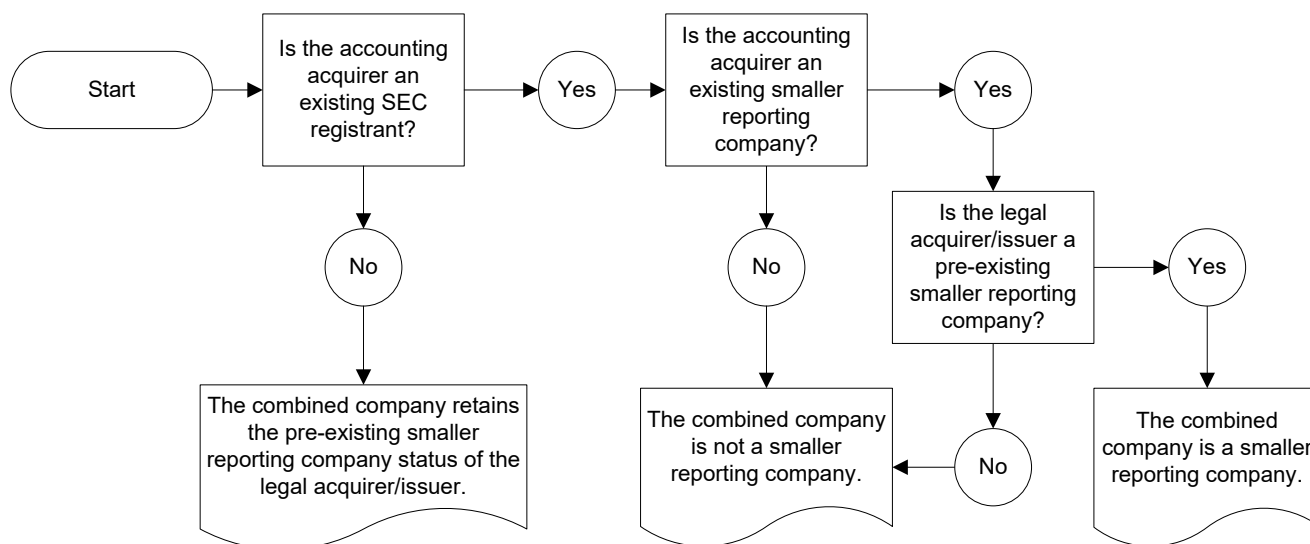 Start
Is the accounting
acquirer an
existing SEC
registrant?
Yes
Is the accounting
acquirer an
existing smaller
reporting
company?
Yes
No
No
Is the legal
acquirer/issuer a
pre-existing
smaller reporting
company?
Yes
The combined company retains
the pre-existing smaller
reporting company status of the
legal acquirer/issuer.
The combined company
is not a smaller
reporting company.
No
The combined
company is a smaller
reporting company.